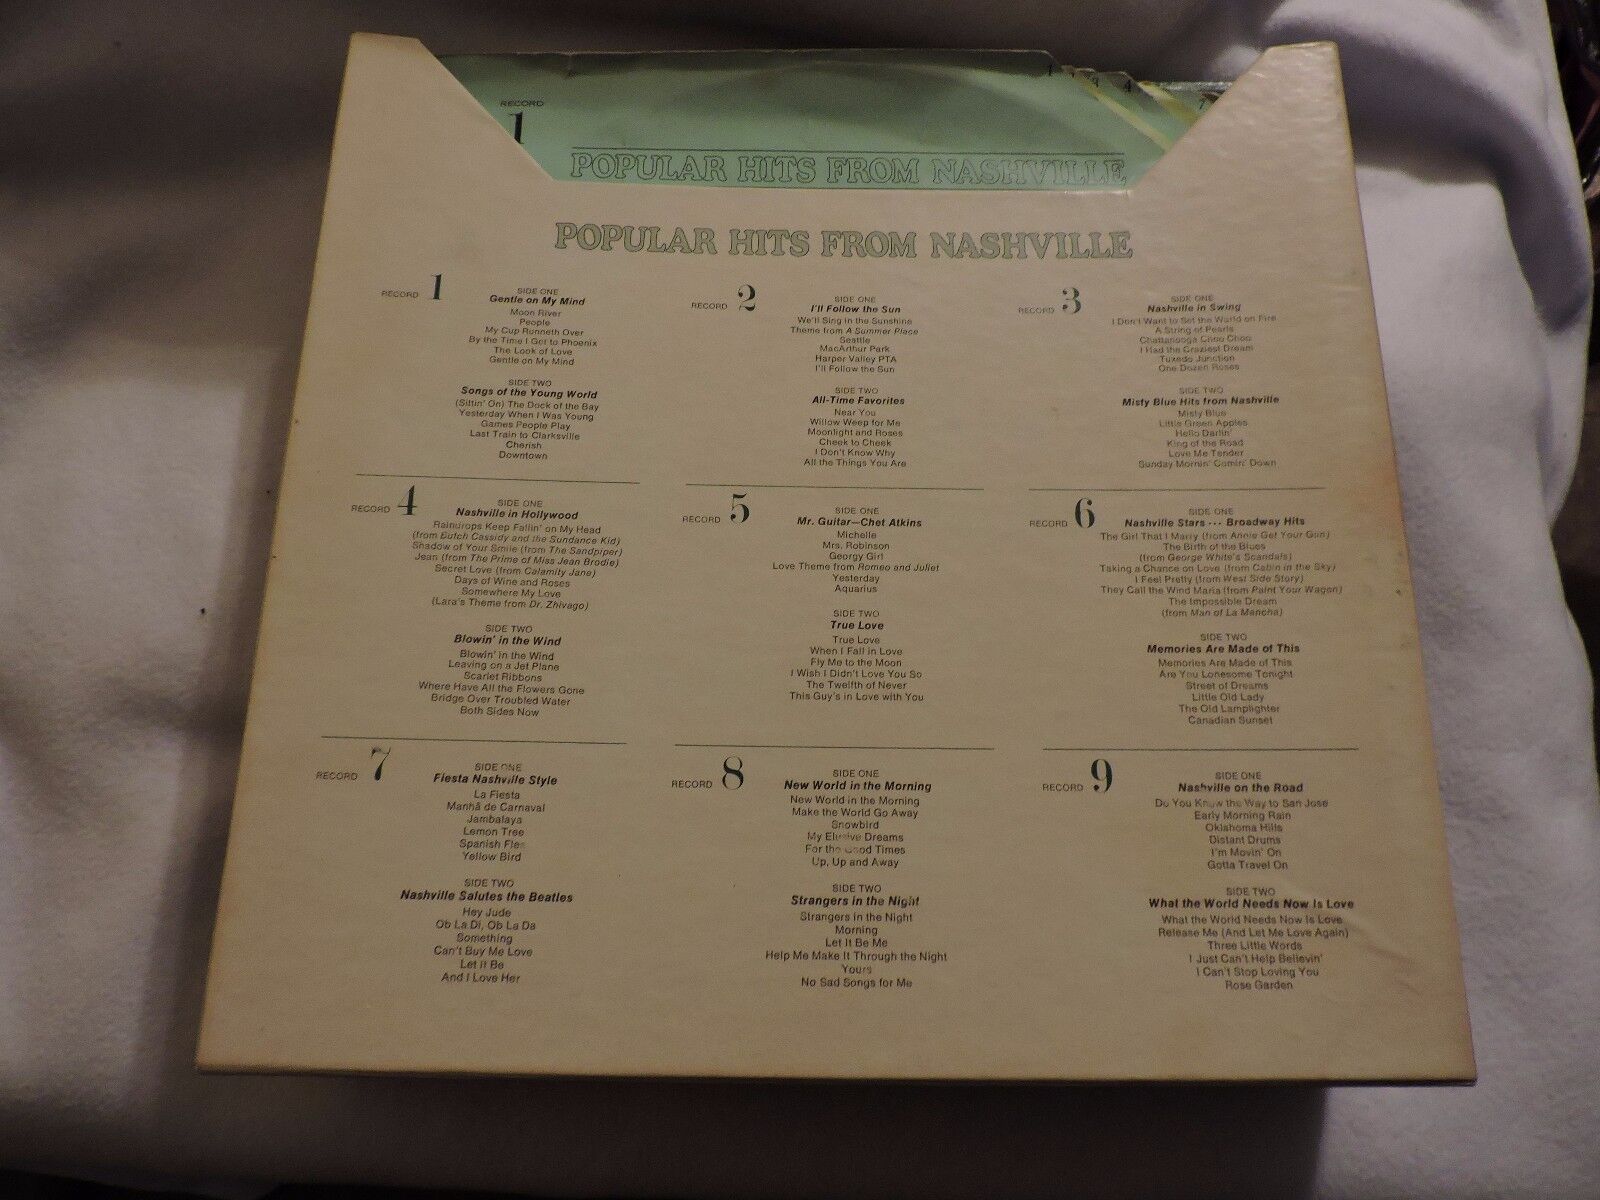 RECORD
1
1
3
4
7
POPULAR HITS FROM NASHVILLE
POPULAR HITS FROM NASHVILLE
RECORD 1
SIDE ONE
Gentle on My Mind
Moon River
People
My Cup Runneth Over
By the Time I Get to Phoenix
The Look of Love
Gentle on My Mind
SIDE TWO
Songs of the Young World
(Sittin' On) The Dock of the Bay
Yesterday When I Was Young
Games People Play
Last Train to Clarksville
Cherish
Downtown
RECORD 2
SIDE ONE
I'll Follow the Sun
We'll Sing in the Sunshine
Theme from A Summer Place
Seattle
MacArthur Park
Harper Valley PTA
I'll Follow the Sun
SIDE TWO
All-Time Favorites
Near You
Willow Weep for Me
Moonlight and Roses
Cheek to Cheek
I Don't Know Why
All the Things You Are
RECORD 3
SIDE ONE
Nashville in Swing
I Don't Want to Set the World on Fire
A String of Pearls
Chattanooga Choo Choo
I Had the Craziest Dream
Tuxedo Junction
One Dozen Roses
SIDE TWO
Misty Blue Hits from Nashville
Misty Blue
Little Green Apples
Hello Darlin'
King of the Road
Love Me Tender
Sunday Mornin' Comin' Down
RECORD 4
SIDE ONE
Nashville in Hollywood
Raindrops Keep Fallin' on My Head
(from Butch Cassidy and the Sundance Kid)
Shadow of Your Smile (from The Sandpiper)
Jean (from The Prime of Miss Jean Brodie)
Secret Love (from Calamity Jane)
Days of Wine and Roses
Somewhere My Love
(Lara's Theme from Dr. Zhivago)
SIDE TWO
Blowin' in the Wind
Blowin' in the Wind
Leaving on a Jet Plane
Scarlet Ribbons
Where Have All the Flowers Gone
Bridge Over Troubled Water
Both Sides Now
RECORD 5
SIDE ONE
Mr. Guitar—Chet Atkins
Michelle
Mrs. Robinson
Georgy Girl
Love Theme from Romeo and Juliet
Yesterday
Aquarius
SIDE TWO
True Love
True Love
When I Fall in Love
Fly Me to the Moon
I Wish I Didn't Love You So
The Twelfth of Never
This Guy's in Love with You
RECORD 6
SIDE ONE
Nashville Stars ... Broadway Hits
The Girl That I Marry (from Annie Get Your Gun)
The Birth of the Blues
(from George White's Scandals)
Taking a Chance on Love (from Cabin in the Sky)
I Feel Pretty (from West Side Story)
They Call the Wind Maria (from Paint Your Wagon)
The Impossible Dream
(from Man of La Mancha)
SIDE TWO
Memories Are Made of This
Memories Are Made of This
Are You Lonesome Tonight
Street of Dreams
Little Old Lady
The Old Lamplighter
Canadian Sunset
RECORD 7
SIDE ONE
Fiesta Nashville Style
La Fiesta
Manhã de Carnaval
Jambalaya
Lemon Tree
Spanish Flea
Yellow Bird
SIDE TWO
Nashville Salutes the Beatles
Hey Jude
Ob La Di, Ob La Da
Something
Can't Buy Me Love
Let It Be
And I Love Her
RECORD 8
SIDE ONE
New World in the Morning
New World in the Morning
Make the World Go Away
Snowbird
My Elusive Dreams
For the Good Times
Up, Up and Away
SIDE TWO
Strangers in the Night
Strangers in the Night
Morning
Let It Be Me
Help Me Make It Through the Night
Yours
No Sad Songs for Me
RECORD 9
SIDE ONE
Nashville on the Road
Do You Know the Way to San Jose
Early Morning Rain
Oklahoma Hills
Distant Drums
I'm Movin' On
Gotta Travel On
SIDE TWO
What the World Needs Now Is Love
What the World Needs Now Is Love
Release Me (And Let Me Love Again)
Three Little Words
I Just Can't Help Believin'
I Can't Stop Loving You
Rose Garden